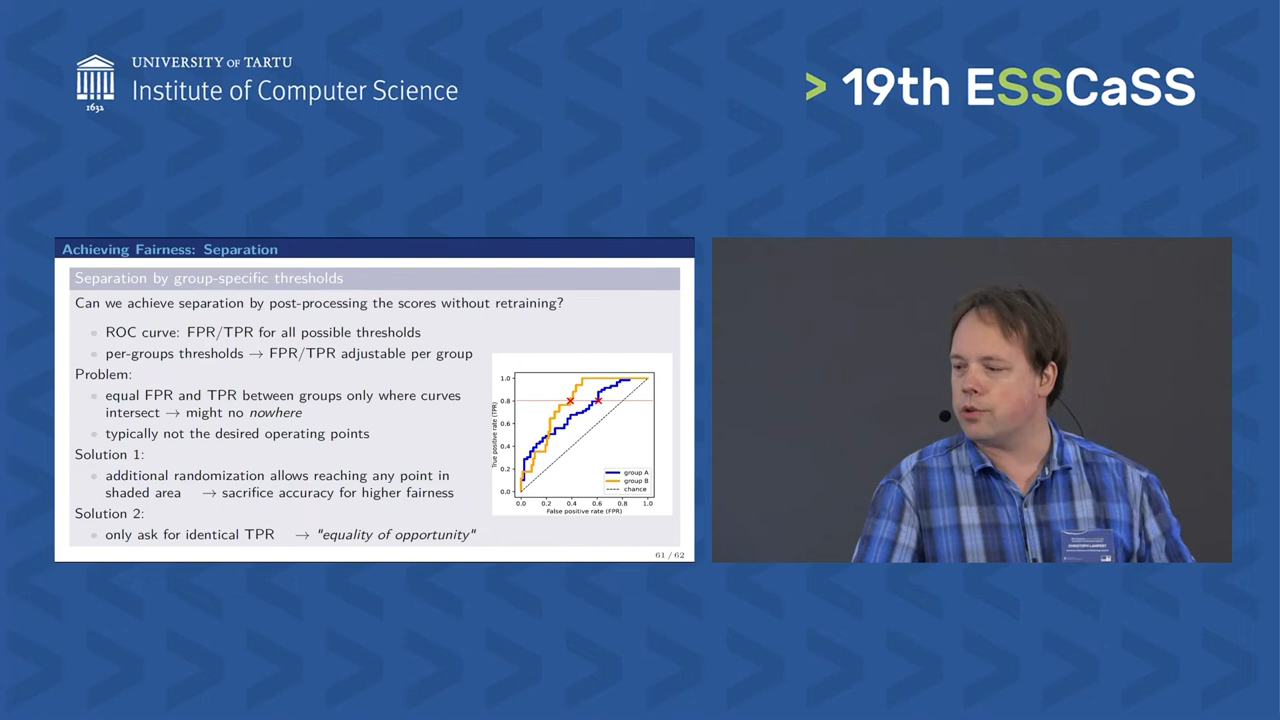 UNIVERSITY OF TARTU
Institute of Computer Science
1632
> 19th ESSCaSS
Achieving Fairness: Separation
Separation by group-specific thresholds
Can we achieve separation by post-processing the scores without retraining?
ROC curve: FPR/TPR for all possible thresholds
per-groups thresholds → FPR/TPR adjustable per group
Problem:
equal FPR and TPR between groups only where curves
intersect → might no nowhere
typically not the desired operating points
Solution 1:
additional randomization allows reaching any point in
shaded area → sacrifice accuracy for higher fairness
Solution 2:
only ask for identical TPR → "equality of opportunity"
True positive rate (TPR)
1.0
0.8
0.6
0.4
0.2
0.0
group A
group B
chance
0.0 0.2 0.4 0.6 0.8 1.0
False positive rate (FPR)
61 / 62
CHRISTOPH LAMPERT